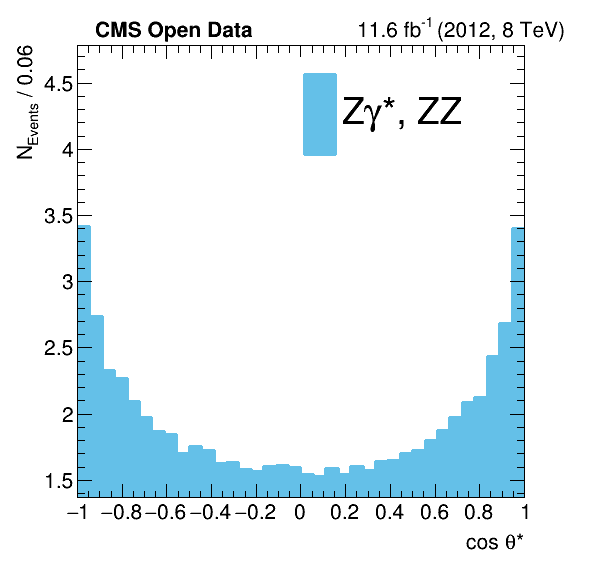 CMS Open Data 11.6 fb⁻¹ (2012, 8 TeV)
N_Events / 0.06
Zγ*, ZZ
4.5
4
3.5
3
2.5
2
1.5
−1 −0.8 −0.6 −0.4 −0.2 0 0.2 0.4 0.6 0.8 1
cos θ*